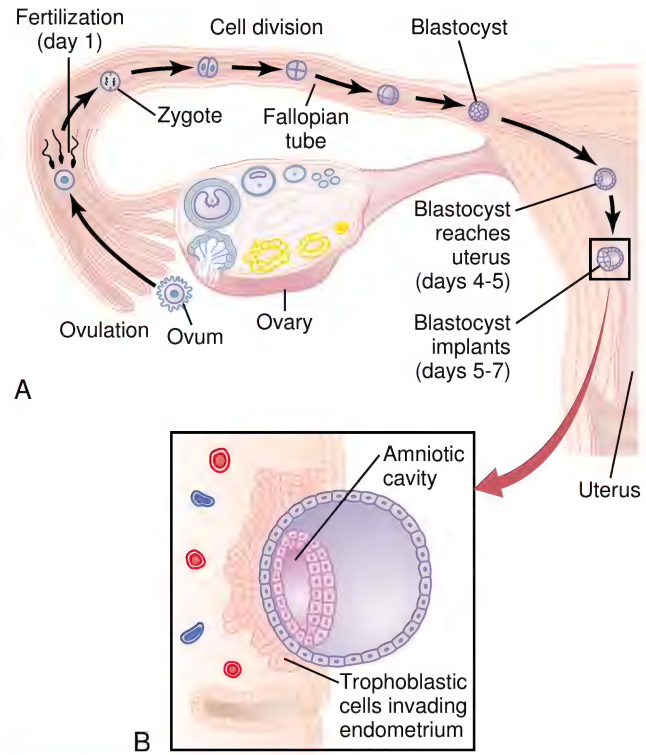 Fertilization
(day 1)
Cell division
Blastocyst
Zygote
Fallopian
tube
Blastocyst
reaches
uterus
(days 4-5)
Ovulation
Ovum
Ovary
Blastocyst
implants
(days 5-7)
A
Uterus
Amniotic
cavity
Trophoblastic
cells invading
endometrium
B